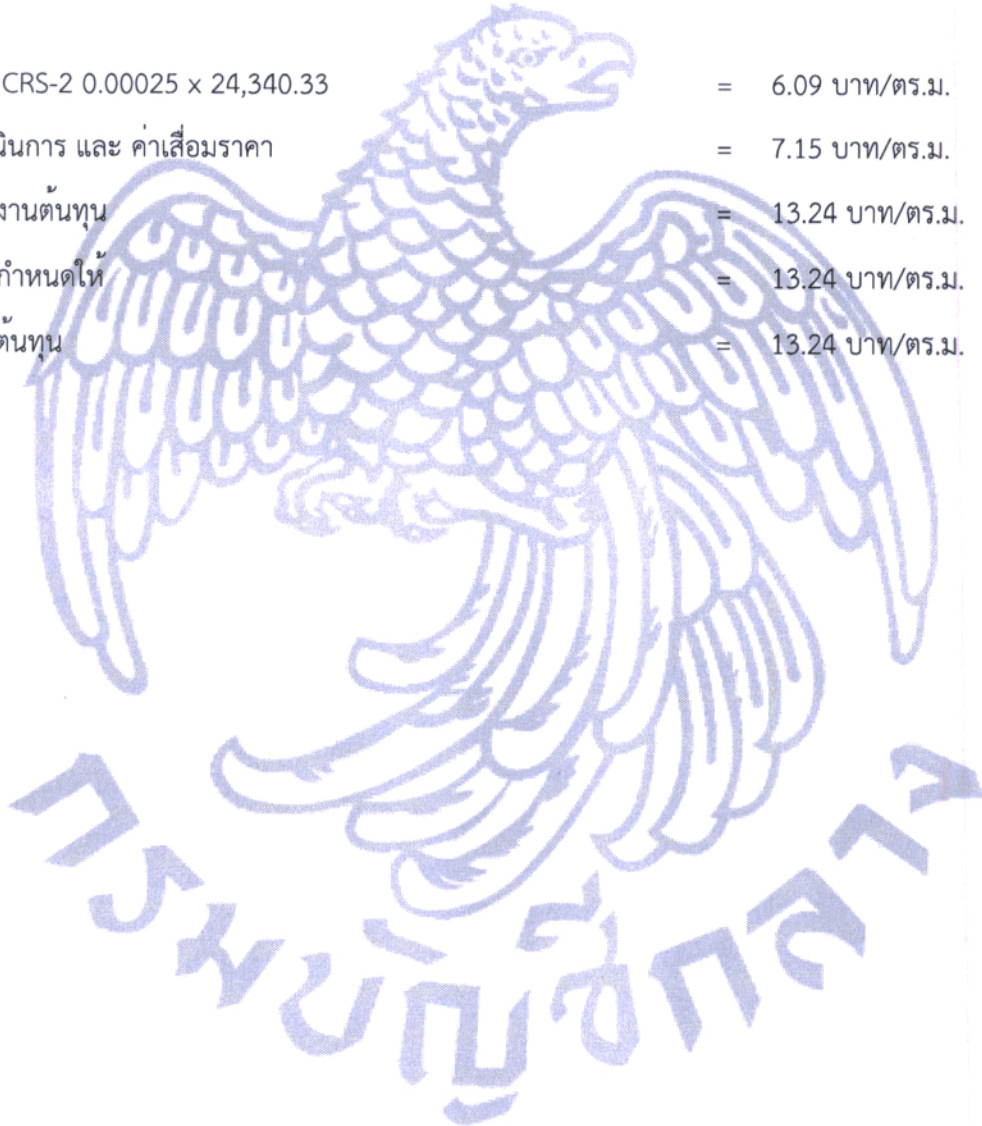 CRS-2 0.00025 x 24,340.33 = 6.09 บาท/ตร.ม.
นินการ และ ค่าเสื่อมราคา = 7.15 บาท/ตร.ม.
งานต้นทุน = 13.24 บาท/ตร.ม.
กำหนดให้ = 13.24 บาท/ตร.ม.
ต้นทุน = 13.24 บาท/ตร.ม.
กรมบัญชีกลาง